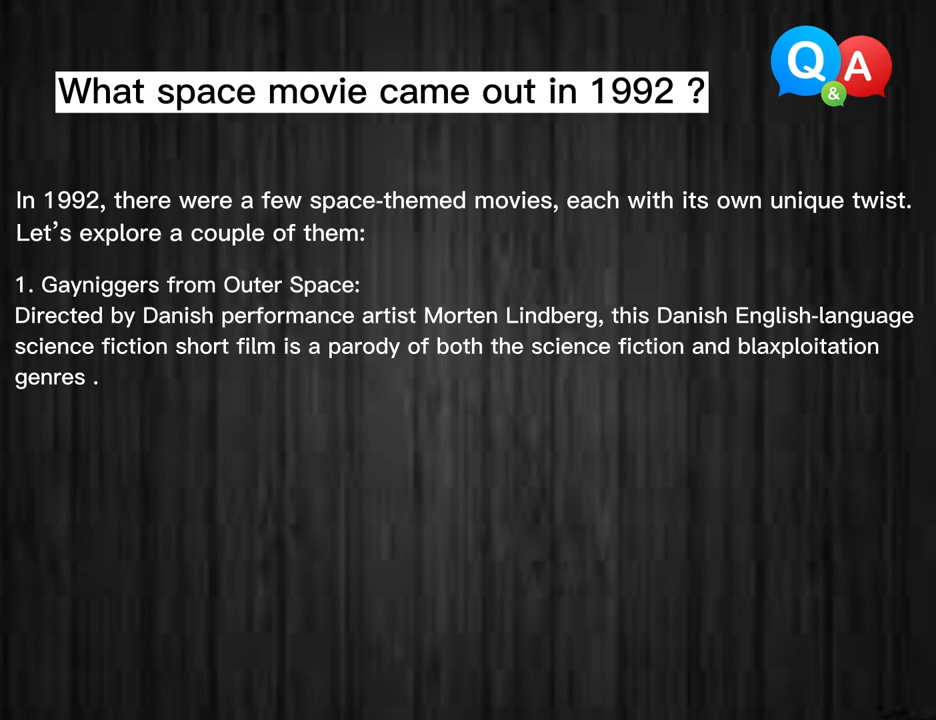 What space movie came out in 1992 ?
Q & A
In 1992, there were a few space-themed movies, each with its own unique twist.
Let's explore a couple of them:
1. Gayniggers from Outer Space:
Directed by Danish performance artist Morten Lindberg, this Danish English-language
science fiction short film is a parody of both the science fiction and blaxploitation
genres .